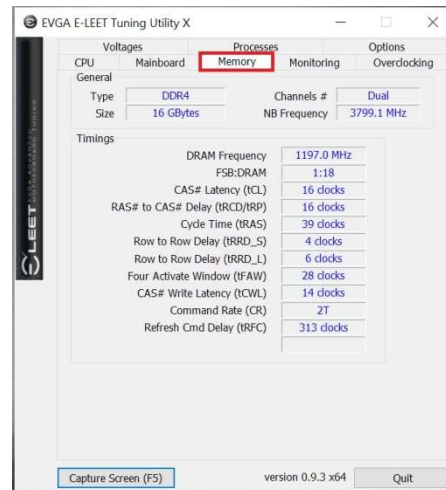 EVGA E-LEET Tuning Utility X
Voltages Processes Options
CPU Mainboard Memory Monitoring Overclocking
General
Type DDR4 Channels # Dual
Size 16 GBytes NB Frequency 3799.1 MHz
Timings
DRAM Frequency 1197.0 MHz
FSB:DRAM 1:18
CAS# Latency (tCL) 16 clocks
RAS# to CAS# Delay (tRCD/tRP) 16 clocks
Cycle Time (tRAS) 39 clocks
Row to Row Delay (tRRD_S) 4 clocks
Row to Row Delay (tRRD_L) 6 clocks
Four Activate Window (tFAW) 28 clocks
CAS# Write Latency (tCWL) 14 clocks
Command Rate (CR) 2T
Refresh Cmd Delay (tRFC) 313 clocks
E-LEET
Capture Screen (F5) version 0.9.3 x64 Quit